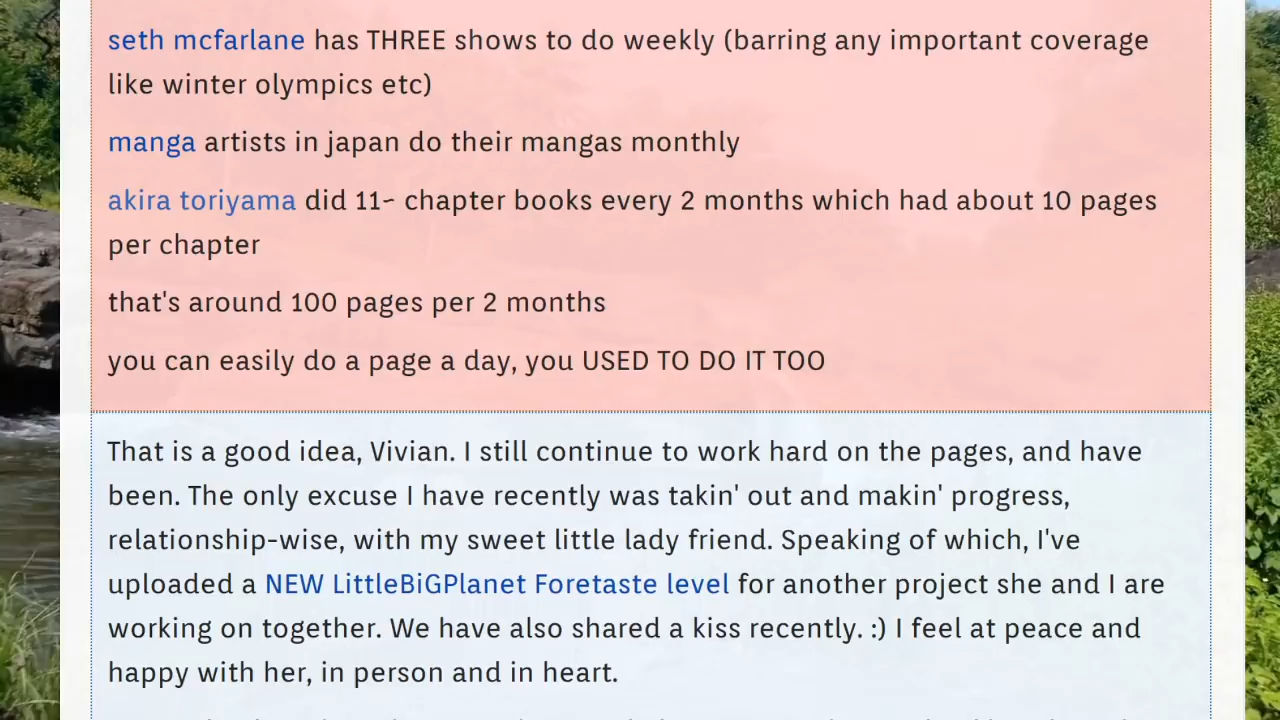 seth mcfarlane has THREE shows to do weekly (barring any important coverage
like winter olympics etc)
manga artists in japan do their mangas monthly
akira toriyama did 11~ chapter books every 2 months which had about 10 pages
per chapter
that's around 100 pages per 2 months
you can easily do a page a day, you USED TO DO IT TOO
That is a good idea, Vivian. I still continue to work hard on the pages, and have
been. The only excuse I have recently was takin' out and makin' progress,
relationship-wise, with my sweet little lady friend. Speaking of which, I've
uploaded a NEW LittleBiGPlanet Foretaste level for another project she and I are
working on together. We have also shared a kiss recently. :) I feel at peace and
happy with her, in person and in heart.